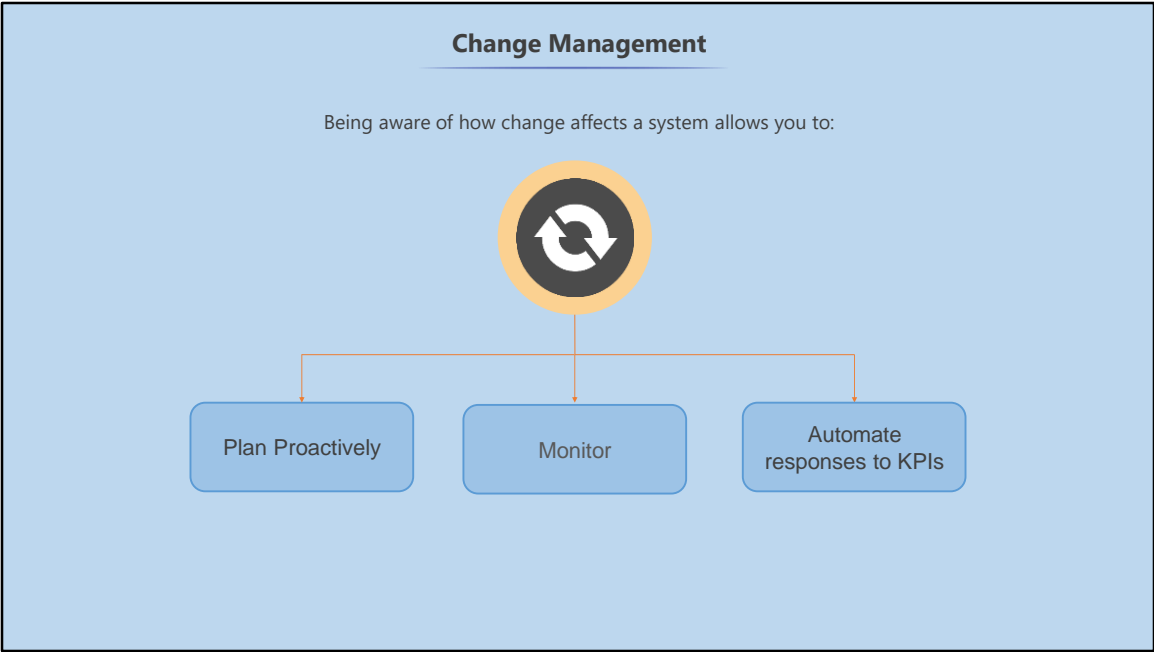 Change Management
Being aware of how change affects a system allows you to:
Plan Proactively
Monitor
Automate
responses to KPIs